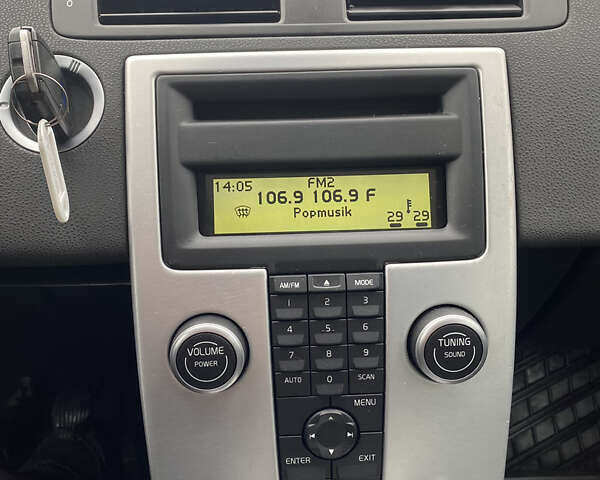 0
14:05 FM2
106.9 106.9 F
Popmusik
29 29
AM/FM MODE
1 2 3
4 5 6
7 8 9
AUTO 0 SCAN
VOLUME
POWER
TUNING
SOUND
MENU
ENTER EXIT